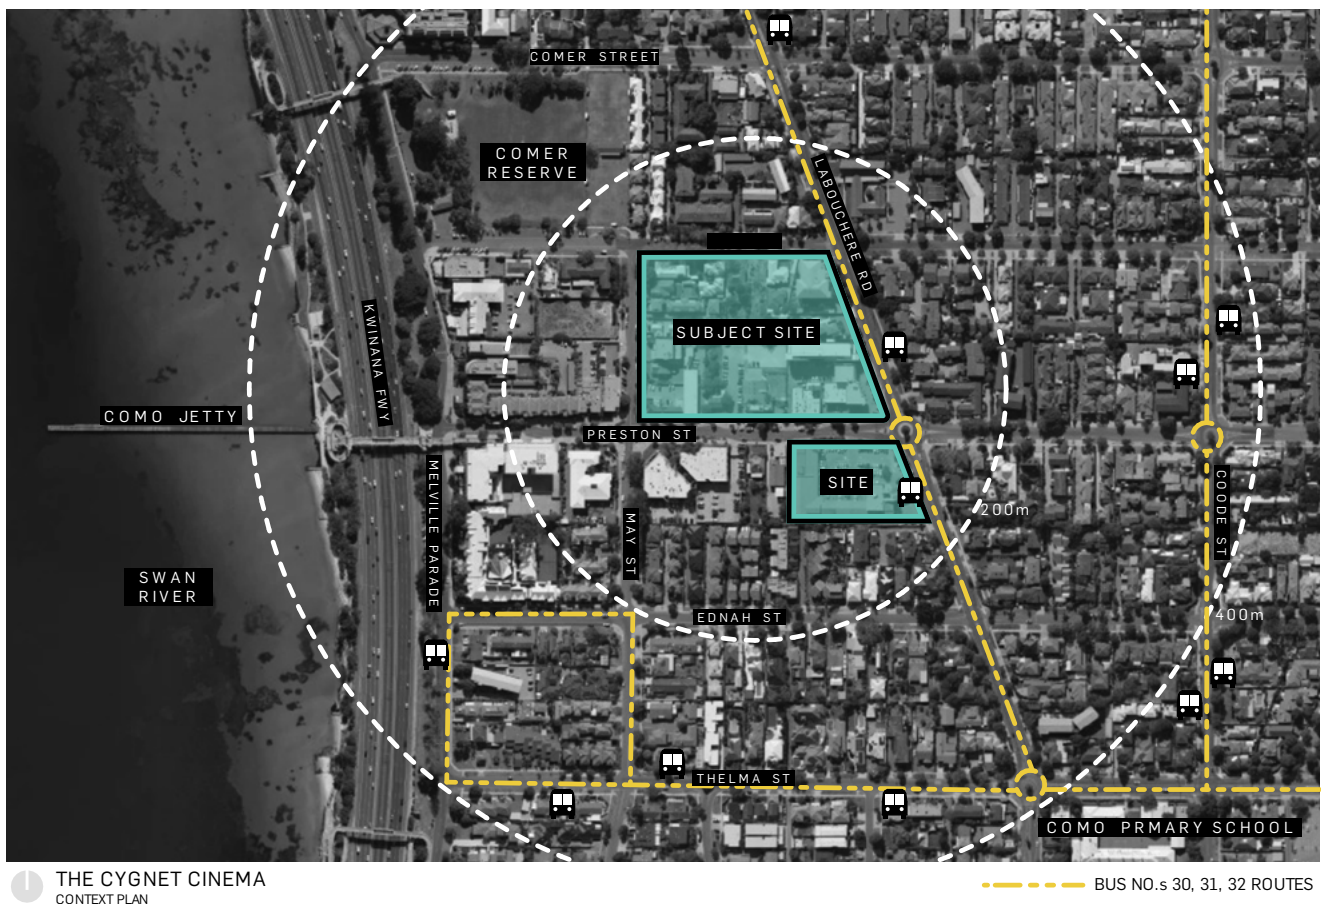 COMER STREET
COMER
RESERVE
LABOUCHERE RD
KWINANA FWY
SUBJECT SITE
COMO JETTY
PRESTON ST
MELVILLE PARADE
SITE
COODE ST
200m
MAY ST
SWAN
RIVER
EDNAH ST
400m
THELMA ST
COMO PRMARY SCHOOL
THE CYGNET CINEMA
CONTEXT PLAN
BUS NO.s 30, 31, 32 ROUTES